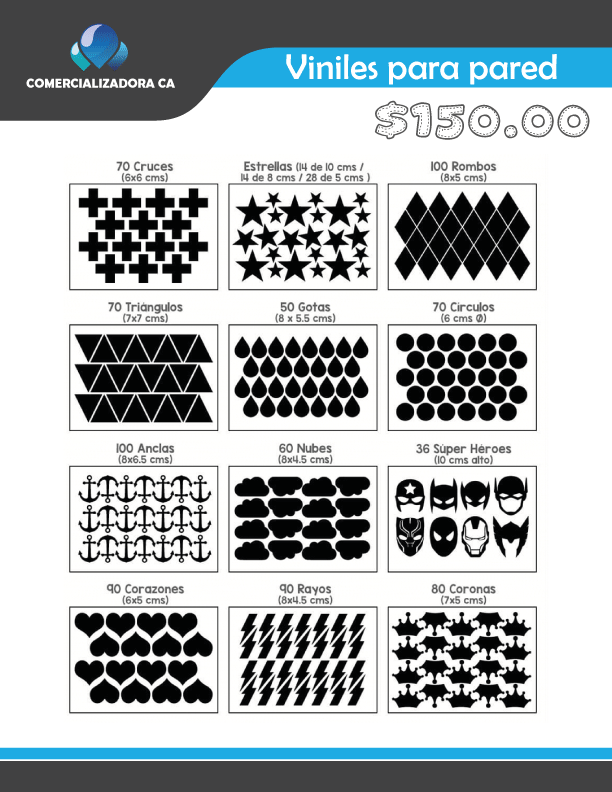 COMERCIALIZADORA CA
Viniles para pared
$150.00
70 Cruces
(6x6 cms)
Estrellas (14 de 10 cms /
14 de 8 cms / 28 de 5 cms )
100 Rombos
(8x5 cms)
70 Triángulos
(7x7 cms)
50 Gotas
(8 x 5.5 cms)
70 Círculos
(6 cms Ø)
100 Anclas
(8x6.5 cms)
60 Nubes
(8x4.5 cms)
36 Súper Héroes
(10 cms alto)
90 Corazones
(6x5 cms)
90 Rayos
(8x4.5 cms)
80 Coronas
(7x5 cms)